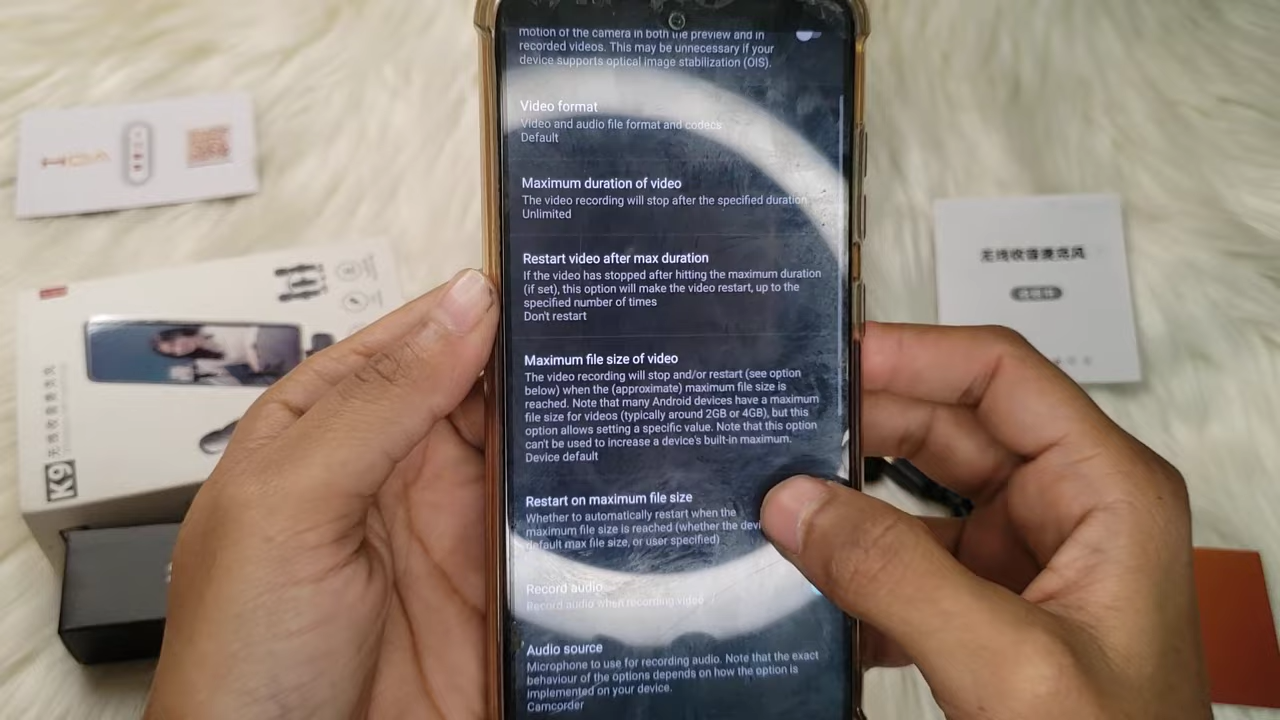 motion of the camera in both the preview and in
recorded videos. This may be unnecessary if your
device supports optical image stabilization (OIS).
Video format
Video and audio file format and codecs
Default
Maximum duration of video
The video recording will stop after the specified duration
Unlimited
Restart video after max duration
If the video has stopped after hitting the maximum duration
(if set), this option will make the video restart, up to the
specified number of times
Don't restart
Maximum file size of video
The video recording will stop and/or restart (see option
below) when the (approximate) maximum file size is
reached. Note that many Android devices have a maximum
file size for videos (typically around 2GB or 4GB), but this
option allows setting a specific value. Note that this option
can't be used to increase a device's built-in maximum.
Device default
Restart on maximum file size
Whether to automatically restart when the
maximum file size is reached (whether the
default max file size, or user specified)
Record audio
Record audio when recording video
Audio source
Microphone to use for recording audio. Note that the exact
behaviour of the options depends on how the option is
implemented on your device.
Camcorder
K9
无线收音麦克风